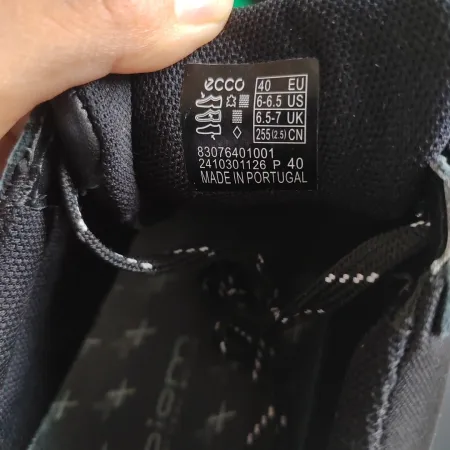 ecco
40 EU
6-6.5 US
6.5-7 UK
255(2.5) CN
83076401001
2410301126 P 40
MADE IN PORTUGAL
biom